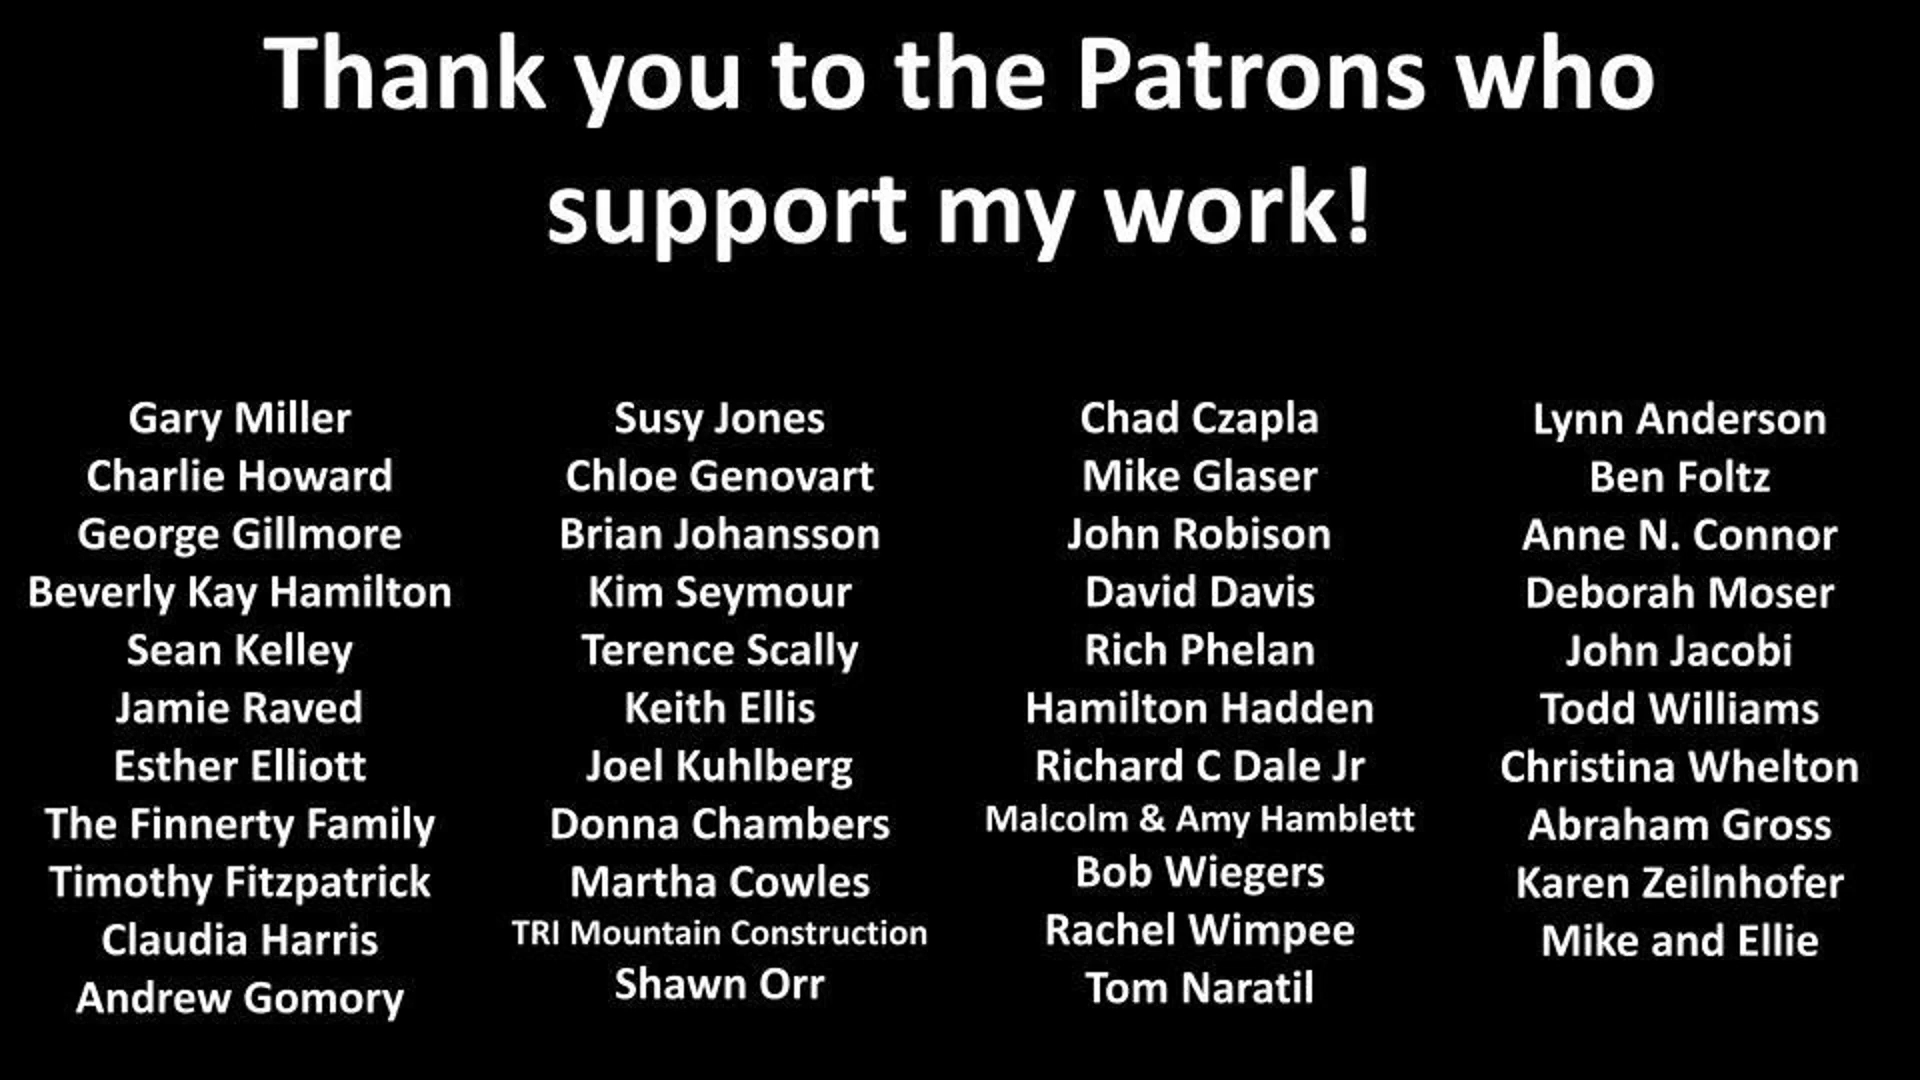 Thank you to the Patrons who
support my work!
Gary Miller
Charlie Howard
George Gillmore
Beverly Kay Hamilton
Sean Kelley
Jamie Raved
Esther Elliott
The Finnerty Family
Timothy Fitzpatrick
Claudia Harris
Andrew Gomory
Susy Jones
Chloe Genovart
Brian Johansson
Kim Seymour
Terence Scally
Keith Ellis
Joel Kuhlberg
Donna Chambers
Martha Cowles
TRI Mountain Construction
Shawn Orr
Chad Czapla
Mike Glaser
John Robison
David Davis
Rich Phelan
Hamilton Hadden
Richard C Dale Jr
Malcolm & Amy Hamblett
Bob Wiegers
Rachel Wimpee
Tom Naratil
Lynn Anderson
Ben Foltz
Anne N. Connor
Deborah Moser
John Jacobi
Todd Williams
Christina Whelton
Abraham Gross
Karen Zeilnhofer
Mike and Ellie